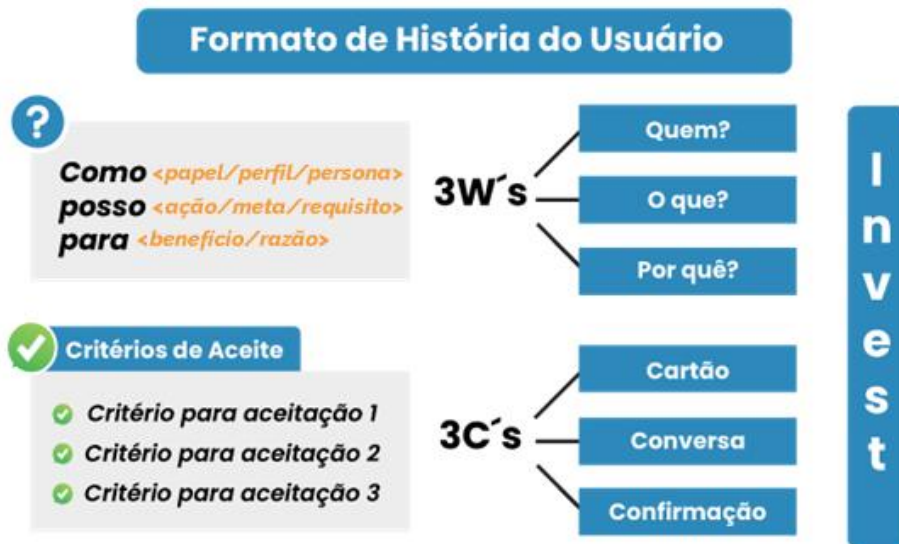 Formato de História do Usuário
?
Como <papel/perfil/persona>
posso <ação/meta/requisito>
para <benefício/razão>
3W´s
Quem?
O que?
Por quê?
Critérios de Aceite
Critério para aceitação 1
Critério para aceitação 2
Critério para aceitação 3
3C´s
Cartão
Conversa
Confirmação
Invest